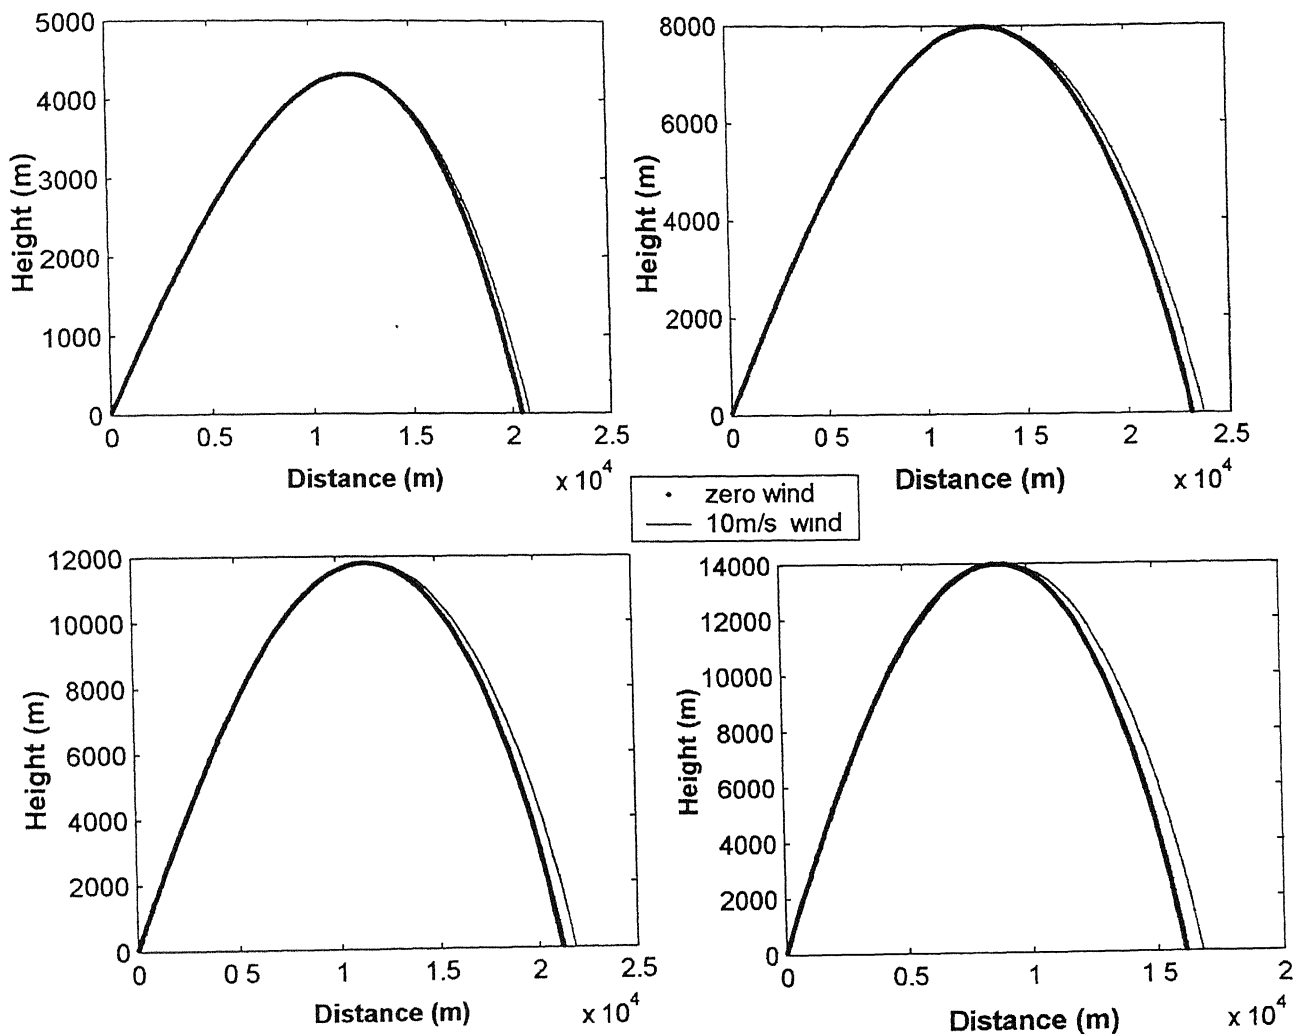 5000
4000
3000
2000
1000
0
Height (m)
0 0.5 1 1.5 2 2.5
Distance (m) x 10^4
8000
6000
4000
2000
0
Height (m)
0 0 5 1 1 5 2 2.5
Distance (m) x 10^4
zero wind
10m/s wind
12000
10000
8000
6000
4000
2000
0
Height (m)
0 0 5 1 1.5 2 2.5
Distance (m) x 10^4
14000
12000
10000
8000
6000
4000
2000
0
Height (m)
0 0.5 1 1 5 2
Distance (m) x 10^4